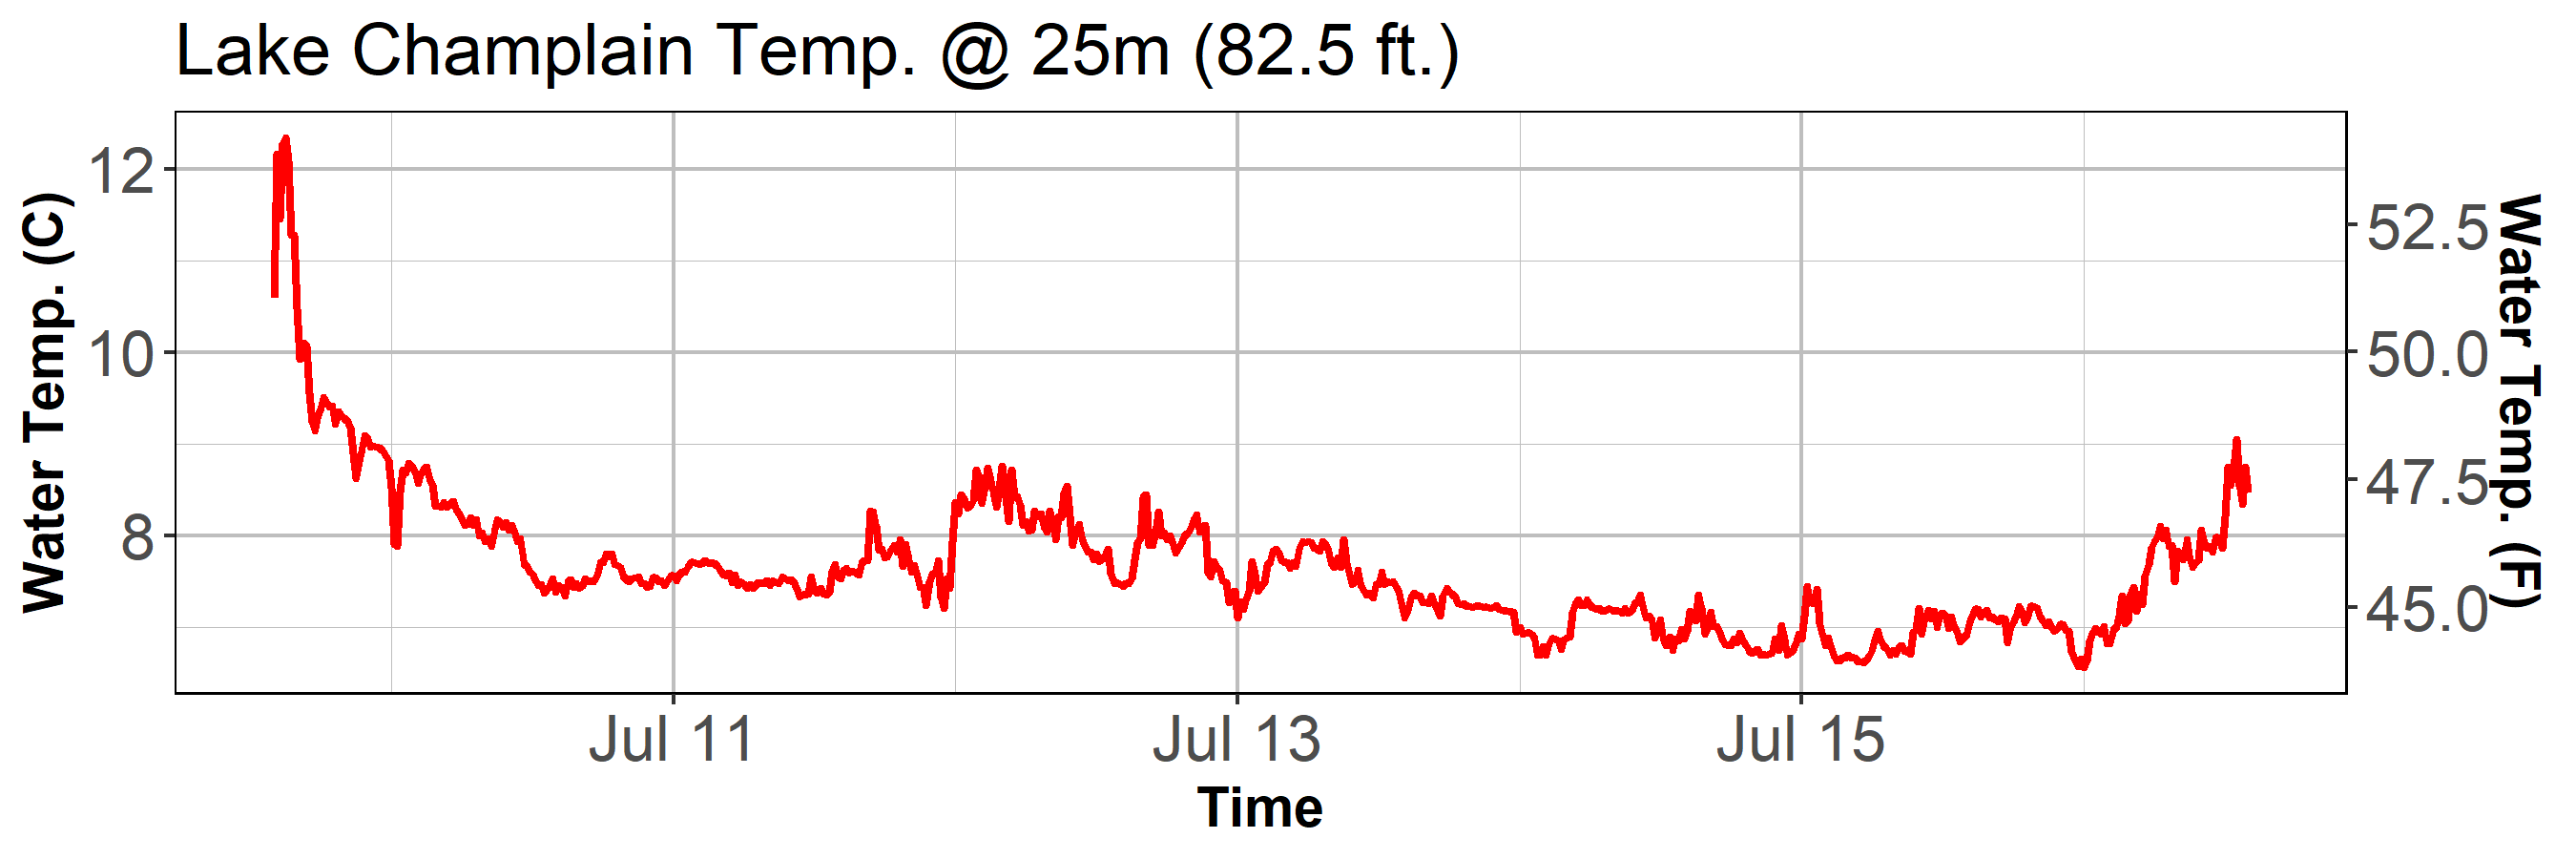 Lake Champlain Temp. @ 25m (82.5 ft.)
Water Temp. (C)
12
10
8
52.5
50.0
47.5
45.0
Water Temp. (F)
Jul 11
Jul 13
Jul 15
Time